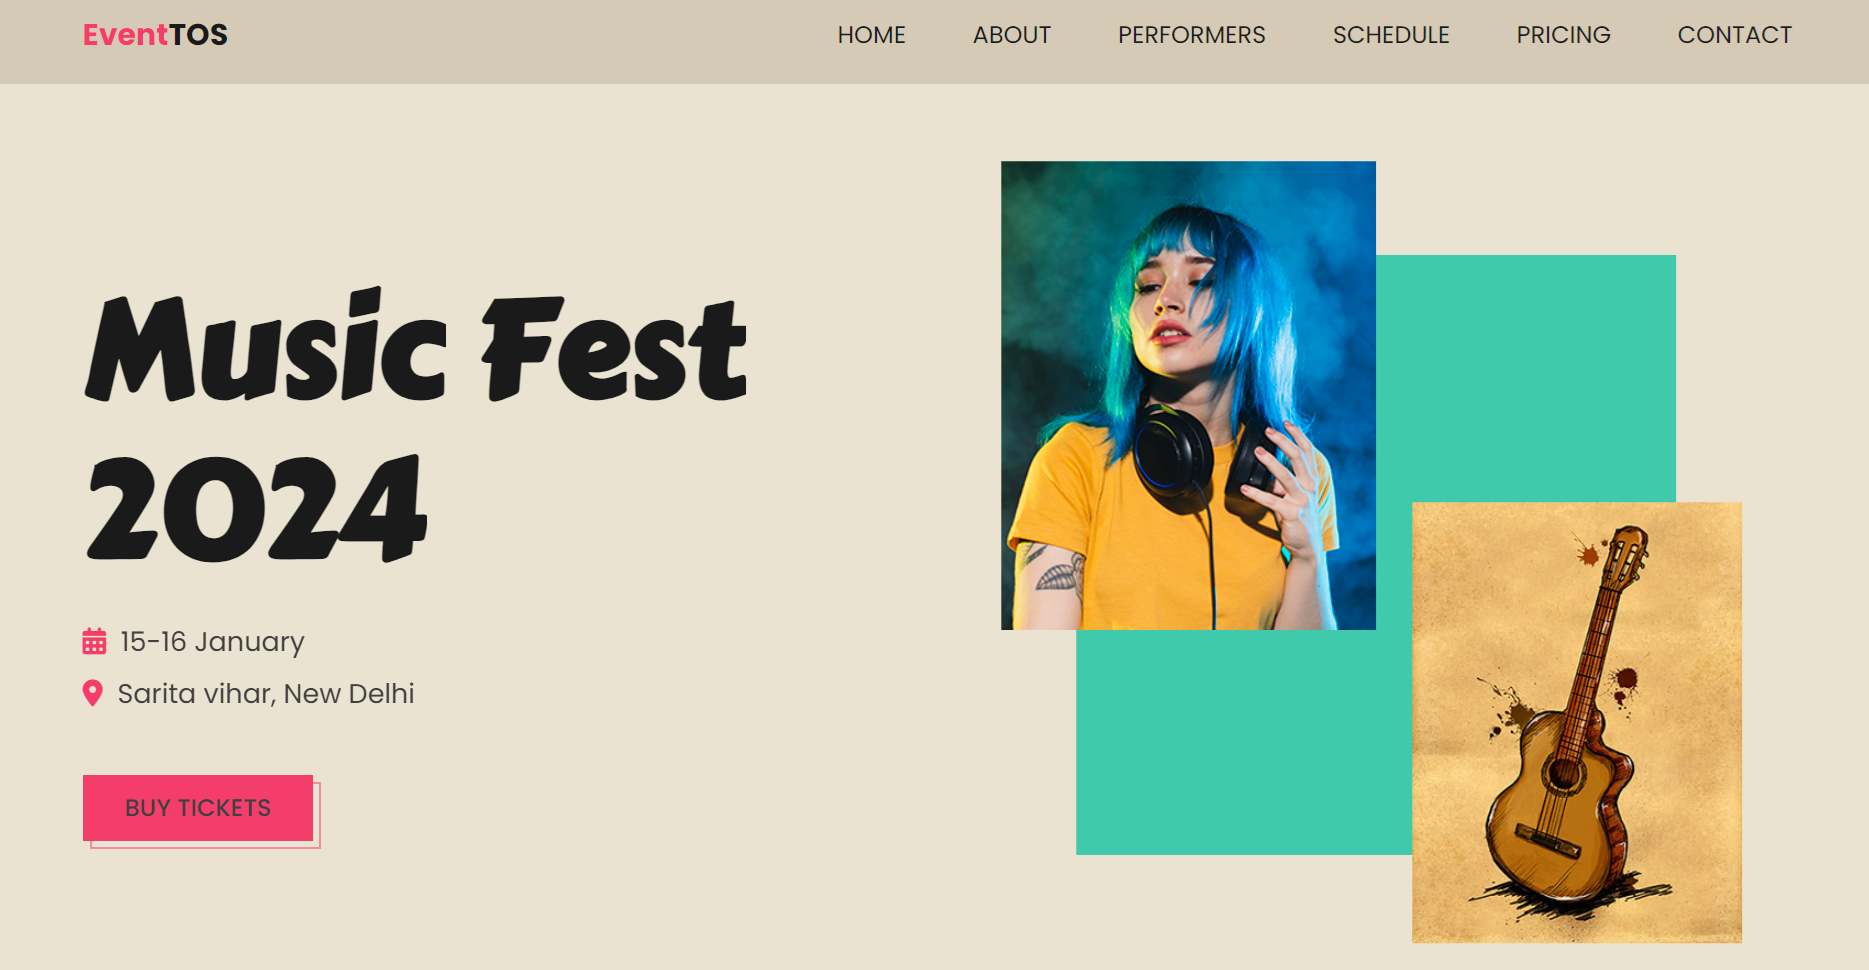 EventTOS
HOME ABOUT PERFORMERS SCHEDULE PRICING CONTACT
Music Fest
2024
15-16 January
Sarita vihar, New Delhi
BUY TICKETS